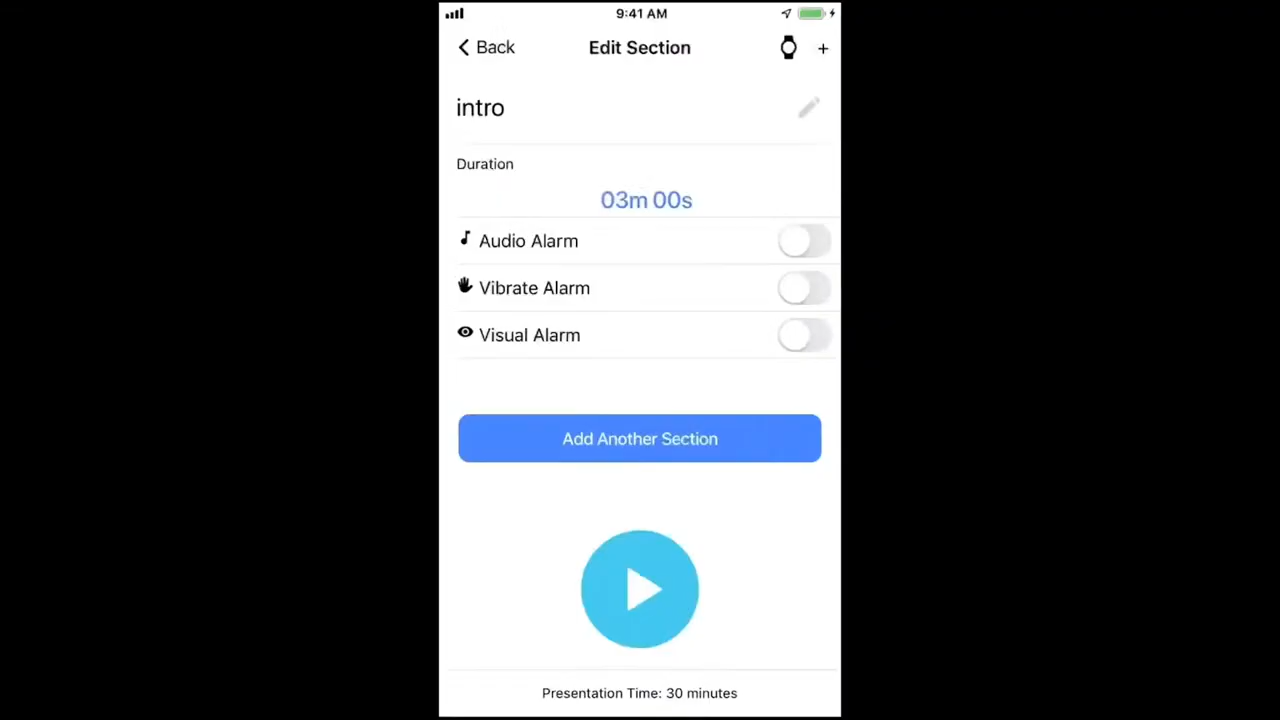 9:41 AM
Back
Edit Section
+
intro
Duration
03m 00s
Audio Alarm
Vibrate Alarm
Visual Alarm
Add Another Section
Presentation Time: 30 minutes